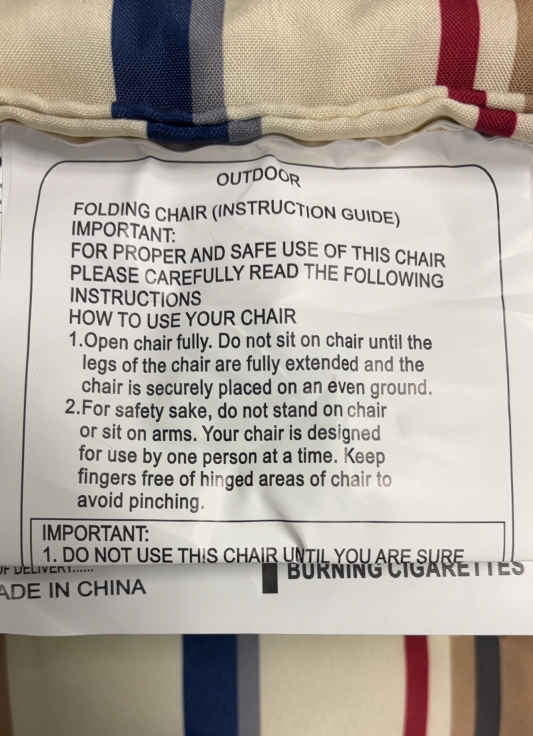 OUTDOOR
FOLDING CHAIR (INSTRUCTION GUIDE)
IMPORTANT:
FOR PROPER AND SAFE USE OF THIS CHAIR
PLEASE CAREFULLY READ THE FOLLOWING
INSTRUCTIONS
HOW TO USE YOUR CHAIR
1.Open chair fully. Do not sit on chair until the
legs of the chair are fully extended and the
chair is securely placed on an even ground.
2.For safety sake, do not stand on chair
or sit on arms. Your chair is designed
for use by one person at a time. Keep
fingers free of hinged areas of chair to
avoid pinching.
IMPORTANT:
1. DO NOT USE THIS CHAIR UNTIL YOU ARE SURE
DELIVERY......
BURNING CIGARETTES
ADE IN CHINA